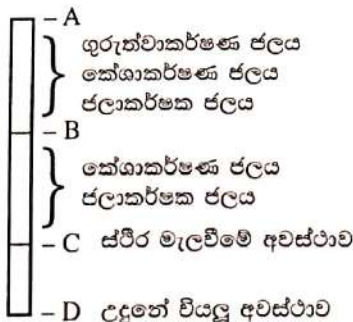 – A
ගුරුත්වාකර්ෂණ ජලය
කේශාකර්ෂණ ජලය
ජලාකර්ෂක ජලය
– B
කේශාකර්ෂණ ජලය
ජලාකර්ෂක ජලය
– C ස්ථීර මැලවීමේ අවස්ථාව
– D උදුනේ වියලූ අවස්ථාව